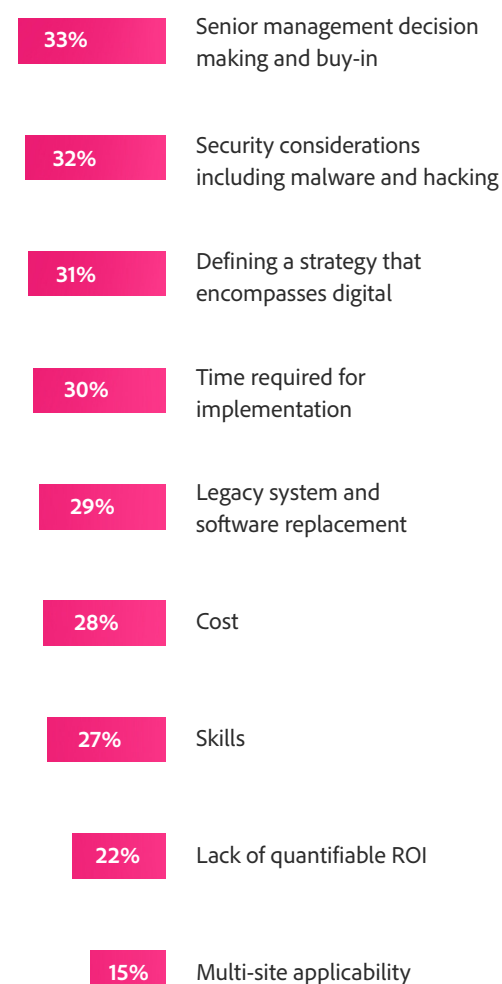 33%
Senior management decision
making and buy-in
32%
Security considerations
including malware and hacking
31%
Defining a strategy that
encompasses digital
30%
Time required for
implementation
29%
Legacy system and
software replacement
28%
Cost
27%
Skills
22%
Lack of quantifiable ROI
15%
Multi-site applicability